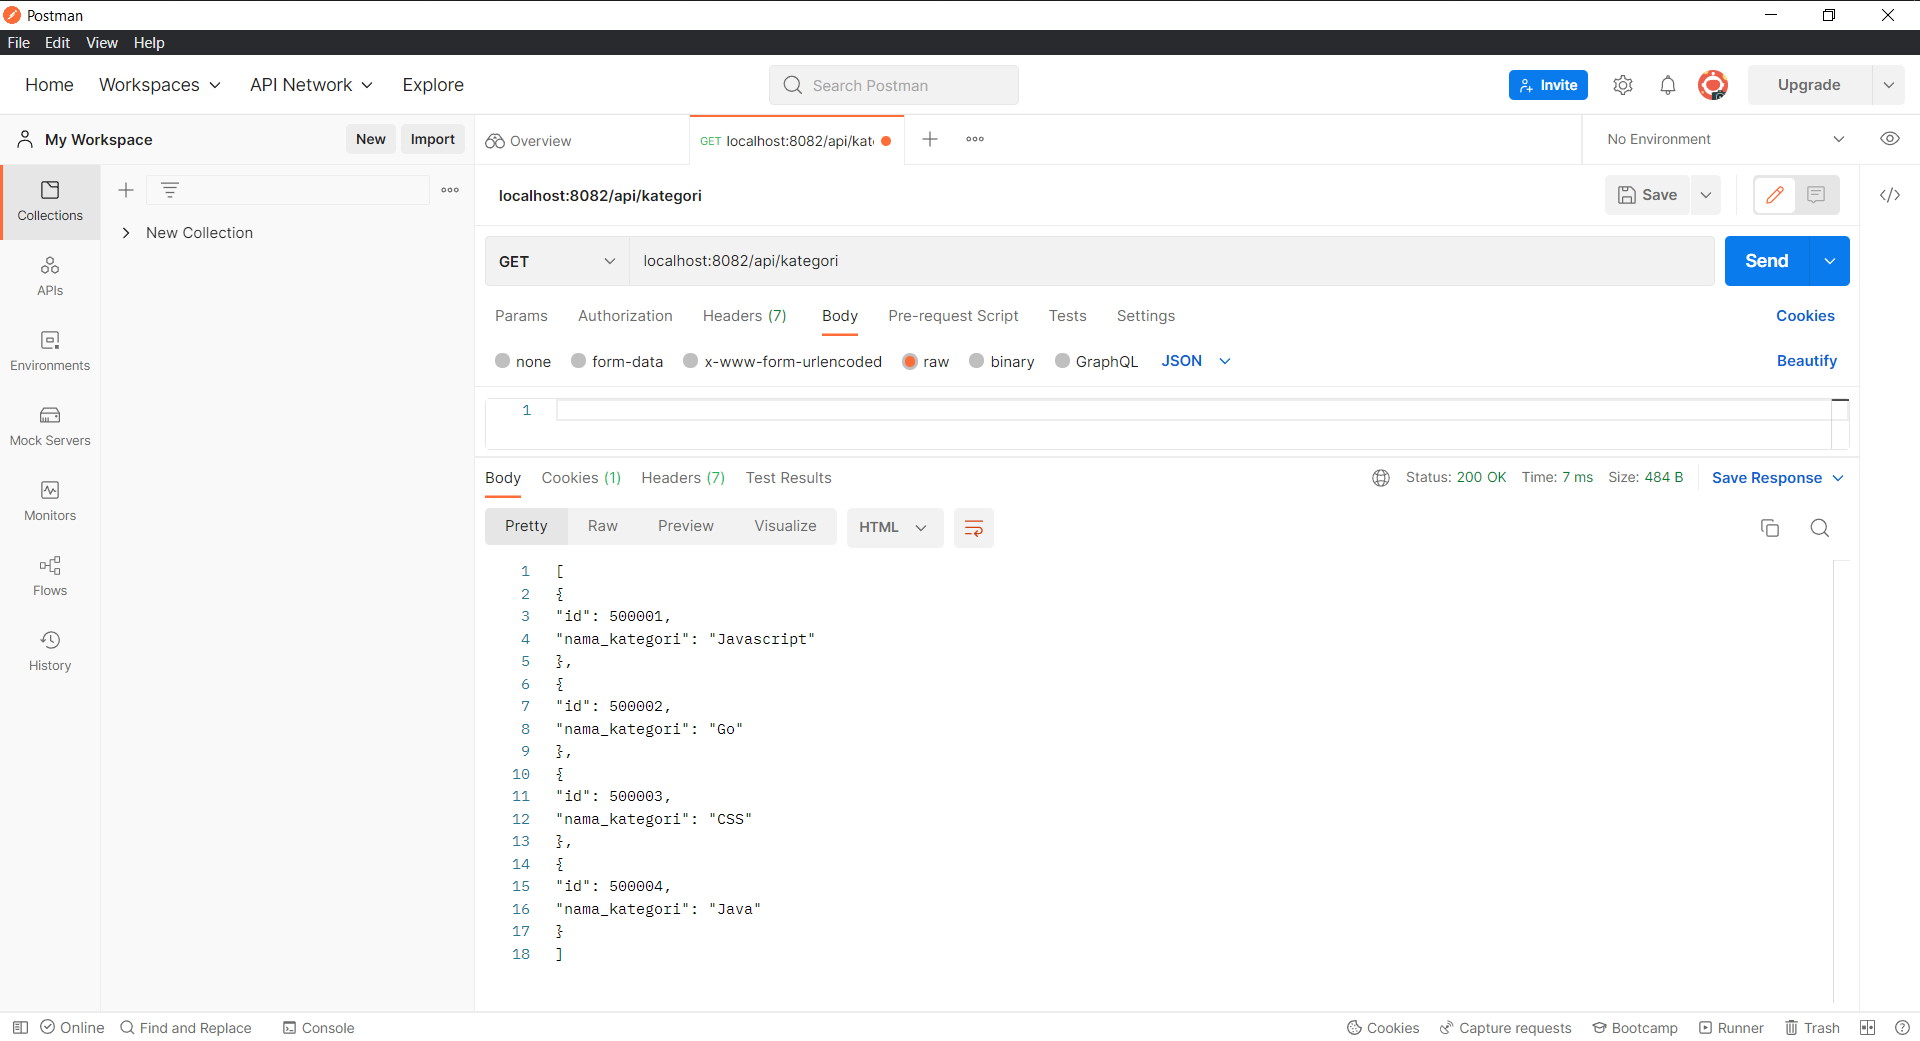 Postman
File Edit View Help
Home Workspaces API Network Explore Search Postman Invite Upgrade
My Workspace New Import Overview GET localhost:8082/api/kat No Environment
localhost:8082/api/kategori Save
Collections
New Collection
APIs
Environments
Mock Servers
Monitors
Flows
History
GET localhost:8082/api/kategori Send
Params Authorization Headers (7) Body Pre-request Script Tests Settings Cookies
none form-data x-www-form-urlencoded raw binary GraphQL JSON Beautify
1
Body Cookies (1) Headers (7) Test Results Status: 200 OK Time: 7 ms Size: 484 B Save Response
Pretty Raw Preview Visualize HTML
1 [
2 {
3 "id": 500001,
4 "nama_kategori": "Javascript"
5 },
6 {
7 "id": 500002,
8 "nama_kategori": "Go"
9 },
10 {
11 "id": 500003,
12 "nama_kategori": "CSS"
13 },
14 {
15 "id": 500004,
16 "nama_kategori": "Java"
17 }
18 ]
Online Find and Replace Console Cookies Capture requests Bootcamp Runner Trash